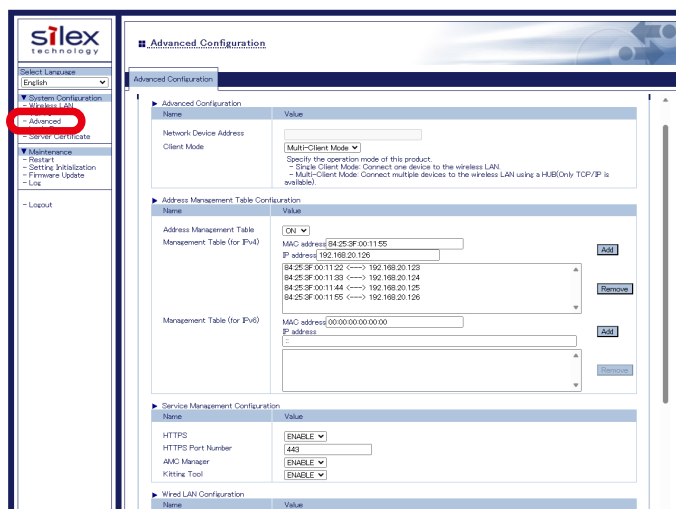 silex
technology
Advanced Configuration
Select Language
English
Advanced Configuration
▼ System Configuration
- Wireless LAN
- Advanced
- Server Certificate
▼ Maintenance
- Restart
- Setting Initialization
- Firmware Update
- Log
- Logout
▶ Advanced Configuration
Name Value
Network Device Address
Client Mode Multi-Client Mode
Specify the operation mode of this product.
- Single Client Mode: Connect one device to the wireless LAN.
- Multi-Client Mode: Connect multiple devices to the wireless LAN using a HUB(Only TCP/IP is
available).
▶ Address Management Table Configuration
Name Value
Address Management Table ON
Management Table (for IPv4) MAC address 84:25:3F:00:11:55
IP address 192.168.20.126
Add
84:25:3F:00:11:22 <---> 192.168.20.123
84:25:3F:00:11:33 <---> 192.168.20.124
84:25:3F:00:11:44 <---> 192.168.20.125
84:25:3F:00:11:55 <---> 192.168.20.126
Remove
Management Table (for IPv6) MAC address 00:00:00:00:00:00
IP address
::
Add
Remove
▶ Service Management Configuration
Name Value
HTTPS ENABLE
HTTPS Port Number 443
AMC Manager ENABLE
Kitting Tool ENABLE
▶ Wired LAN Configuration
Name Value